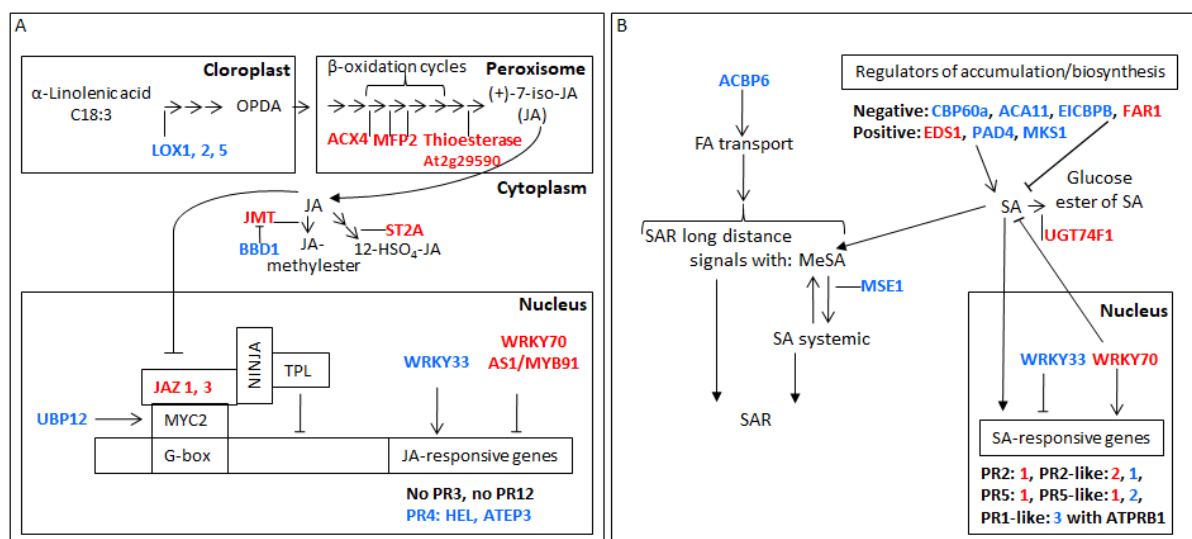 A
Cloroplast
α-Linolenic acid
C18:3
OPDA
LOX1, 2, 5
β-oxidation cycles
Peroxisome
(+)-7-iso-JA
(JA)
ACX4 MFP2 Thioesterase
At2g29590
Cytoplasm
JA
JMT
BBD1
JA-
methylester
ST2A
12-HSO4-JA
Nucleus
NINJA
TPL
JAZ 1, 3
UBP12
MYC2
G-box
WRKY33
WRKY70
AS1/MYB91
JA-responsive genes
No PR3, no PR12
PR4: HEL, ATEP3
B
ACBP6
FA transport
SAR long distance
signals with: MeSA
MSE1
SA systemic
SAR
Regulators of accumulation/biosynthesis
Negative: CBP60a, ACA11, EICBPB, FAR1
Positive: EDS1, PAD4, MKS1
SA
Glucose
ester of SA
UGT74F1
Nucleus
WRKY33 WRKY70
SA-responsive genes
PR2: 1, PR2-like: 2, 1,
PR5: 1, PR5-like: 1, 2,
PR1-like: 3 with ATPRB1